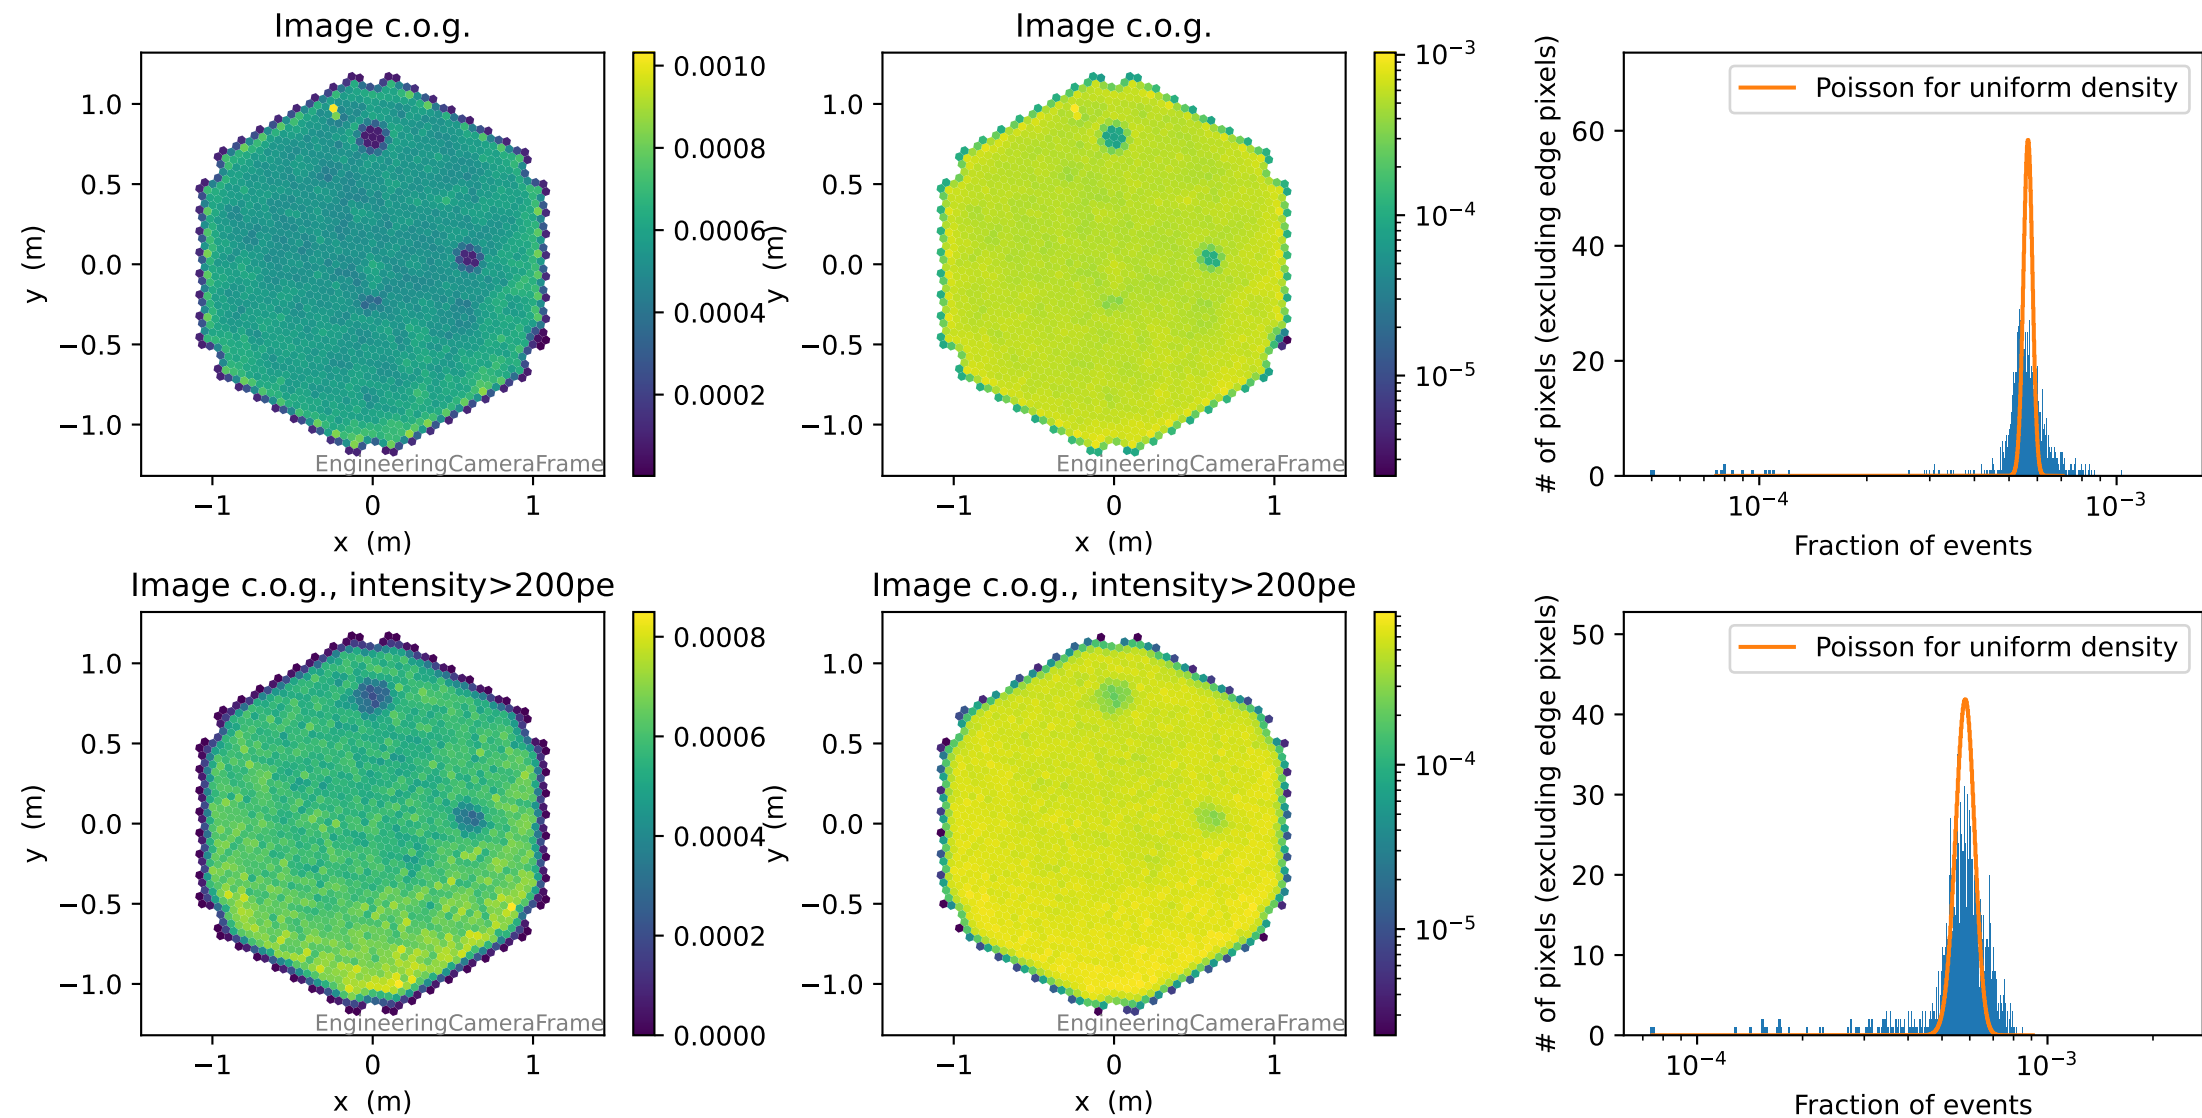 Image c.o.g.
1.0
0.5
0.0
−0.5
−1.0
y (m)
−1
0
1
x (m)
EngineeringCameraFrame
0.0010
0.0008
0.0006
0.0004
0.0002
Image c.o.g.
1.0
0.5
0.0
−0.5
−1.0
y (m)
−1
0
1
x (m)
EngineeringCameraFrame
10⁻³
10⁻⁴
10⁻⁵
# of pixels (excluding edge pixels)
60
40
20
0
Poisson for uniform density
10⁻⁴
10⁻³
Fraction of events
Image c.o.g., intensity>200pe
1.0
0.5
0.0
−0.5
−1.0
y (m)
−1
0
1
x (m)
EngineeringCameraFrame
0.0008
0.0006
0.0004
0.0002
0.0000
Image c.o.g., intensity>200pe
1.0
0.5
0.0
−0.5
−1.0
y (m)
−1
0
1
x (m)
EngineeringCameraFrame
10⁻⁴
10⁻⁵
# of pixels (excluding edge pixels)
50
40
30
20
10
0
Poisson for uniform density
10⁻⁴
10⁻³
Fraction of events